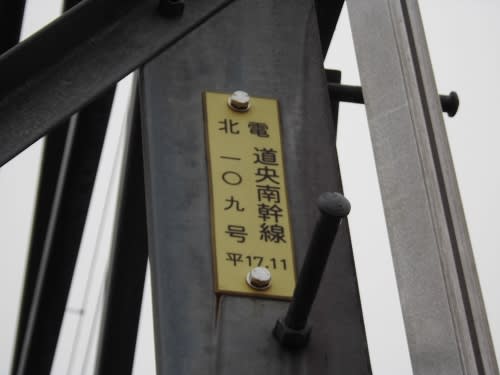 北電
道央南幹線
一〇九号
平17.11